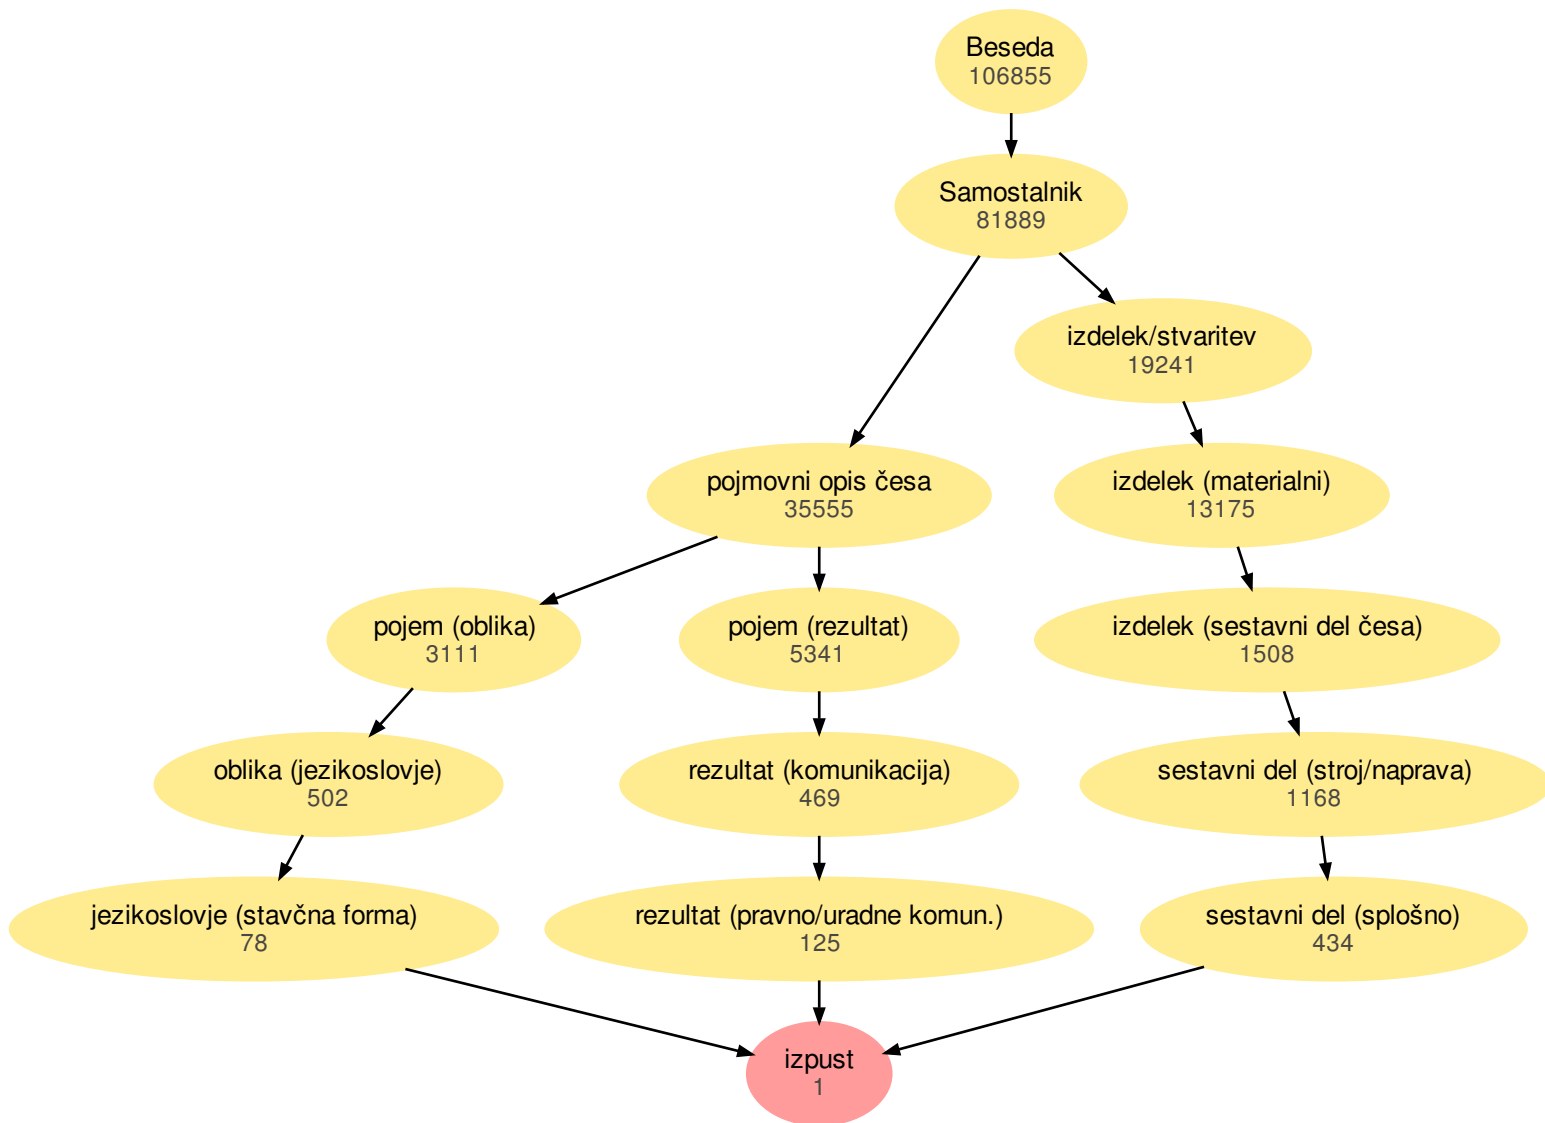 Beseda
106855
Samostalnik
81889
izdelek/stvaritev
19241
pojmovni opis česa
35555
izdelek (materialni)
13175
pojem (oblika)
3111
pojem (rezultat)
5341
izdelek (sestavni del česa)
1508
oblika (jezikoslovje)
502
rezultat (komunikacija)
469
sestavni del (stroj/naprava)
1168
jezikoslovje (stavčna forma)
78
rezultat (pravno/uradne komun.)
125
sestavni del (splošno)
434
izpust
1